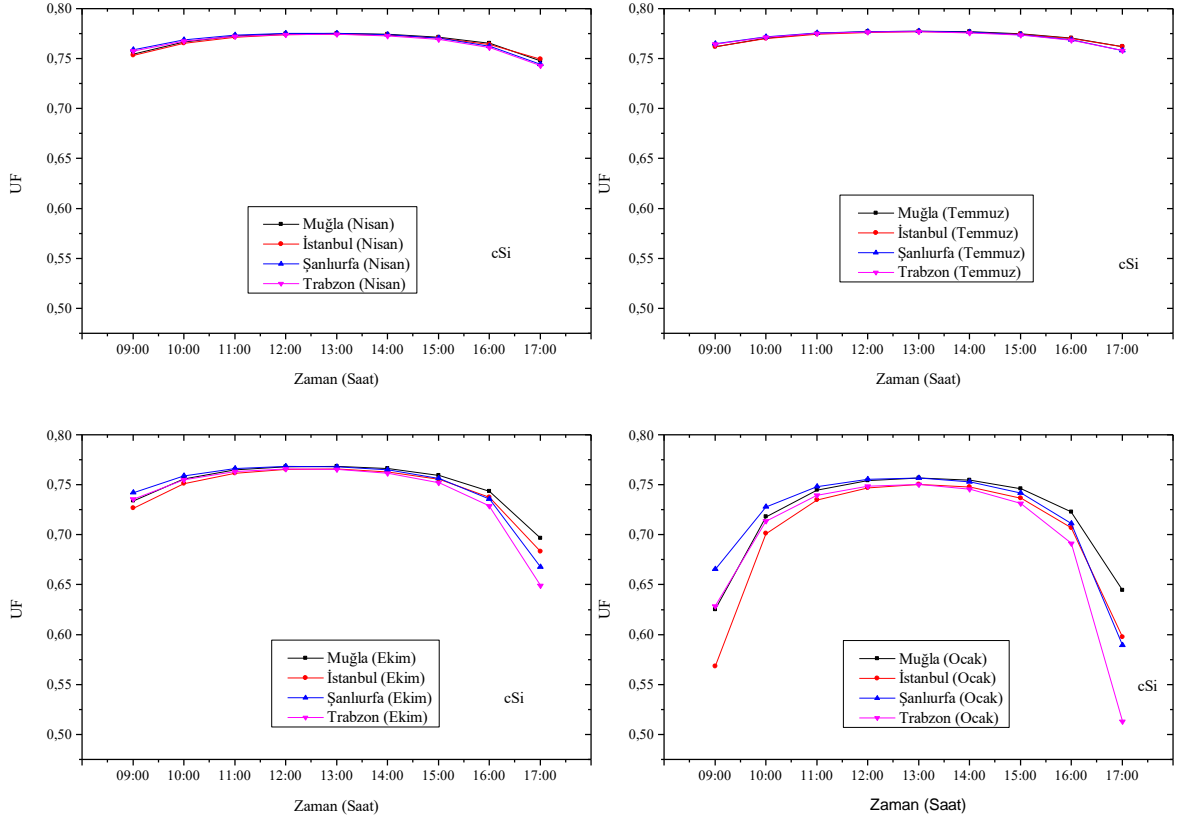 0,80
0,75
0,70
0,65
0,60
0,55
0,50
UF
Muğla (Nisan)
İstanbul (Nisan)
Şanlıurfa (Nisan)
Trabzon (Nisan)
cSi
09:00 10:00 11:00 12:00 13:00 14:00 15:00 16:00 17:00
Zaman (Saat)
0,80
0,75
0,70
0,65
0,60
0,55
0,50
UF
Muğla (Temmuz)
İstanbul (Temmuz)
Şanlıurfa (Temmuz)
Trabzon (Temmuz)
cSi
09:00 10:00 11:00 12:00 13:00 14:00 15:00 16:00 17:00
Zaman (Saat)
0,80
0,75
0,70
0,65
0,60
0,55
0,50
UF
Muğla (Ekim)
İstanbul (Ekim)
Şanlıurfa (Ekim)
Trabzon (Ekim)
cSi
09:00 10:00 11:00 12:00 13:00 14:00 15:00 16:00 17:00
Zaman (Saat)
0,80
0,75
0,70
0,65
0,60
0,55
0,50
UF
Muğla (Ocak)
İstanbul (Ocak)
Şanlıurfa (Ocak)
Trabzon (Ocak)
cSi
09:00 10:00 11:00 12:00 13:00 14:00 15:00 16:00 17:00
Zaman (Saat)